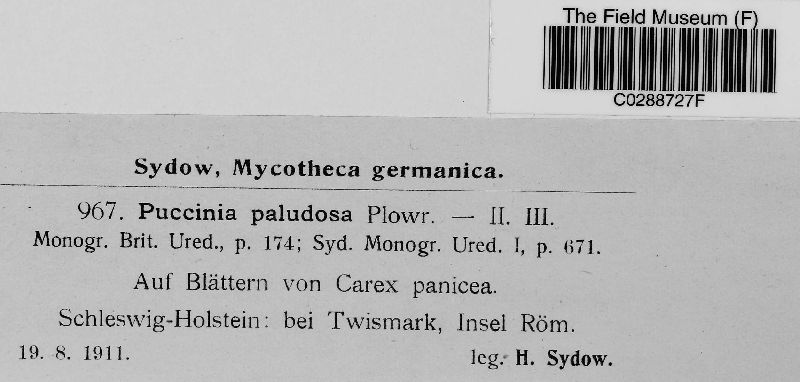 The Field Museum (F)
C0288727F
Sydow, Mycotheca germanica.
967. Puccinia paludosa Plowr. — II. III.
Monogr. Brit. Ured., p. 174; Syd. Monogr. Ured. I, p. 671.
Auf Blättern von Carex panicea.
Schleswig-Holstein: bei Twismark, Insel Röm.
19. 8. 1911. leg. H. Sydow.